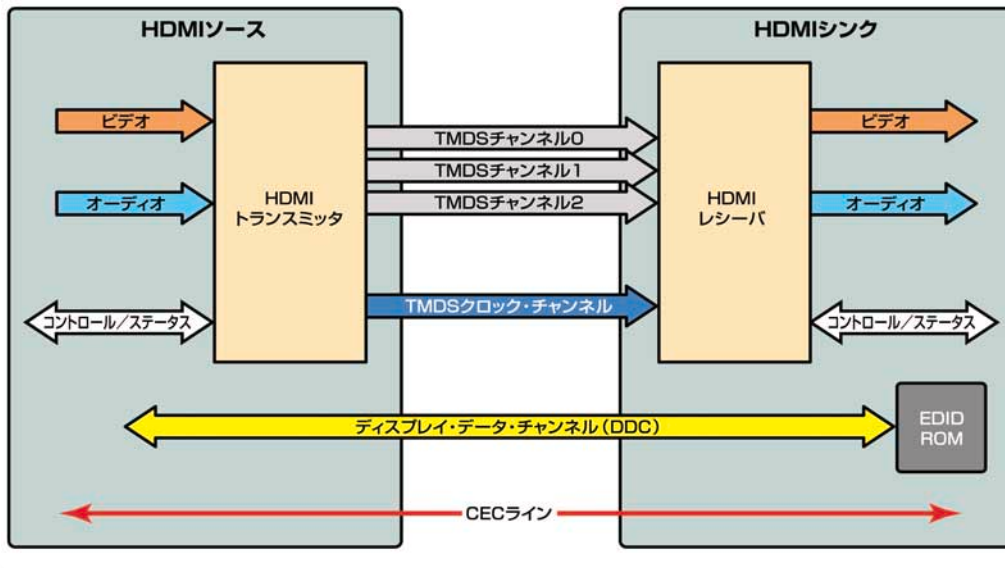 HDMIソース
HDMIシンク
ビデオ
オーディオ
コントロール／ステータス
HDMI
トランスミッタ
TMDSチャンネル0
TMDSチャンネル1
TMDSチャンネル2
TMDSクロック・チャンネル
HDMI
レシーバ
ビデオ
オーディオ
コントロール／ステータス
ディスプレイ・データ・チャンネル（DDC）
EDID
ROM
CECライン